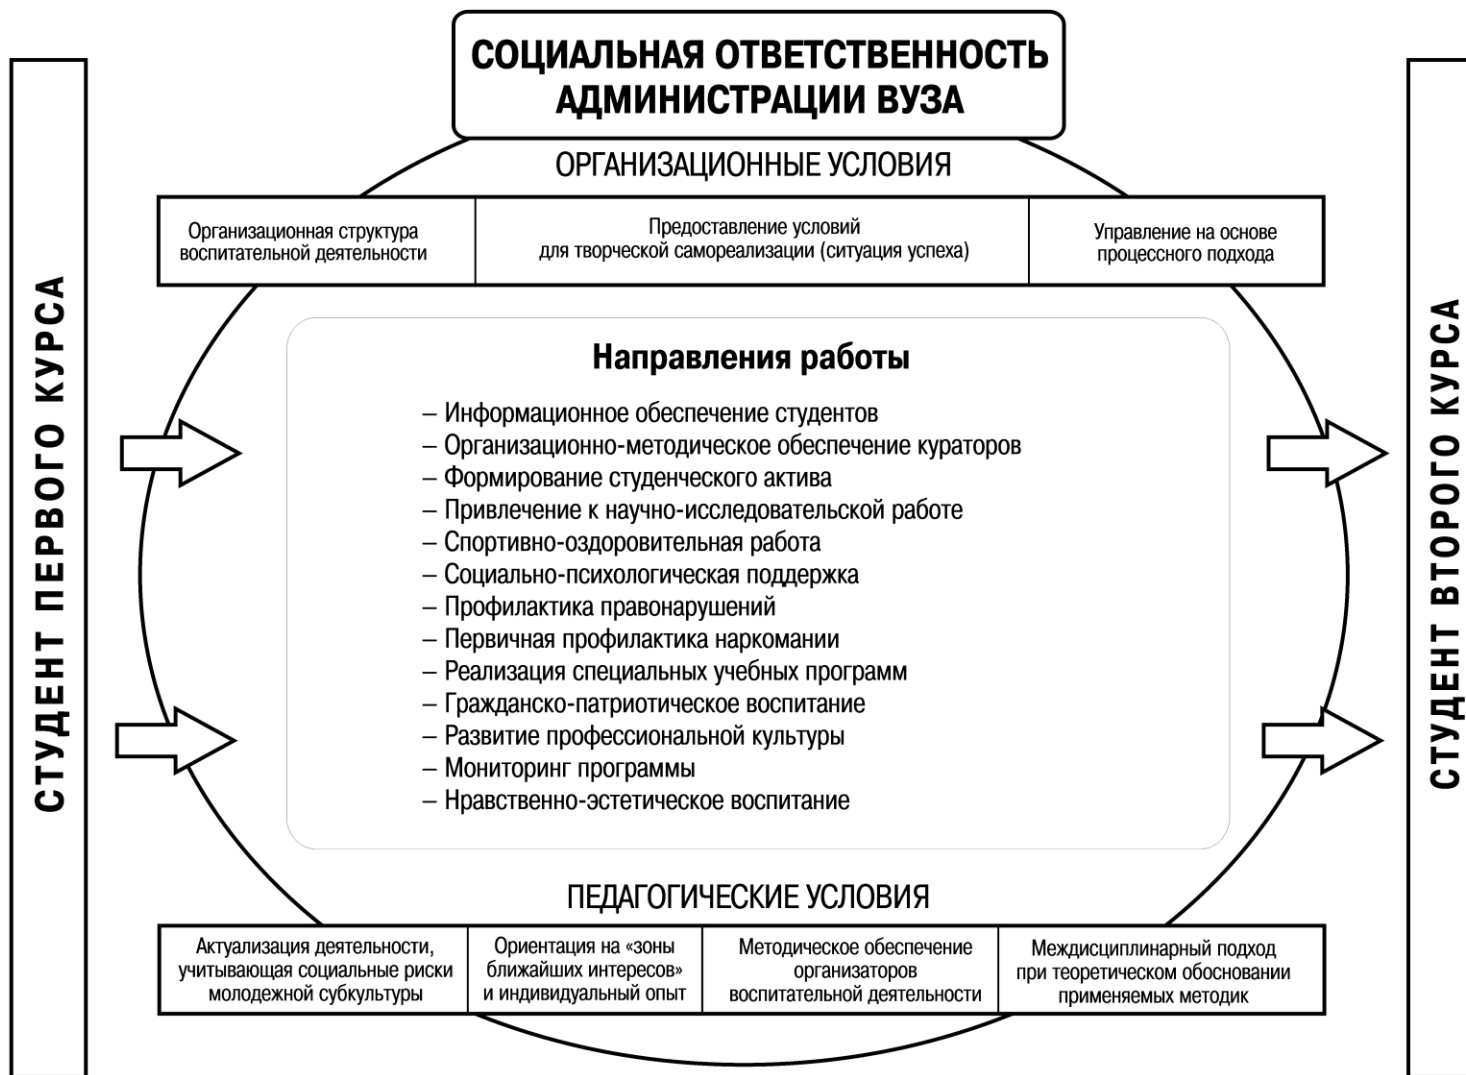 СОЦИАЛЬНАЯ ОТВЕТСТВЕННОСТЬ
АДМИНИСТРАЦИИ ВУЗА
СТУДЕНТ ПЕРВОГО КУРСА
ОРГАНИЗАЦИОННЫЕ УСЛОВИЯ
Организационная структура
воспитательной деятельности
Предоставление условий
для творческой самореализации (ситуация успеха)
Управление на основе
процессного подхода
Направления работы
– Информационное обеспечение студентов
– Организационно-методическое обеспечение кураторов
– Формирование студенческого актива
– Привлечение к научно-исследовательской работе
– Спортивно-оздоровительная работа
– Социально-психологическая поддержка
– Профилактика правонарушений
– Первичная профилактика наркомании
– Реализация специальных учебных программ
– Гражданско-патриотическое воспитание
– Развитие профессиональной культуры
– Мониторинг программы
– Нравственно-эстетическое воспитание
ПЕДАГОГИЧЕСКИЕ УСЛОВИЯ
Актуализация деятельности,
учитывающая социальные риски
молодежной субкультуры
Ориентация на «зоны
ближайших интересов»
и индивидуальный опыт
Методическое обеспечение
организаторов
воспитательной деятельности
Междисциплинарный подход
при теоретическом обосновании
применяемых методик
СТУДЕНТ ВТОРОГО КУРСА